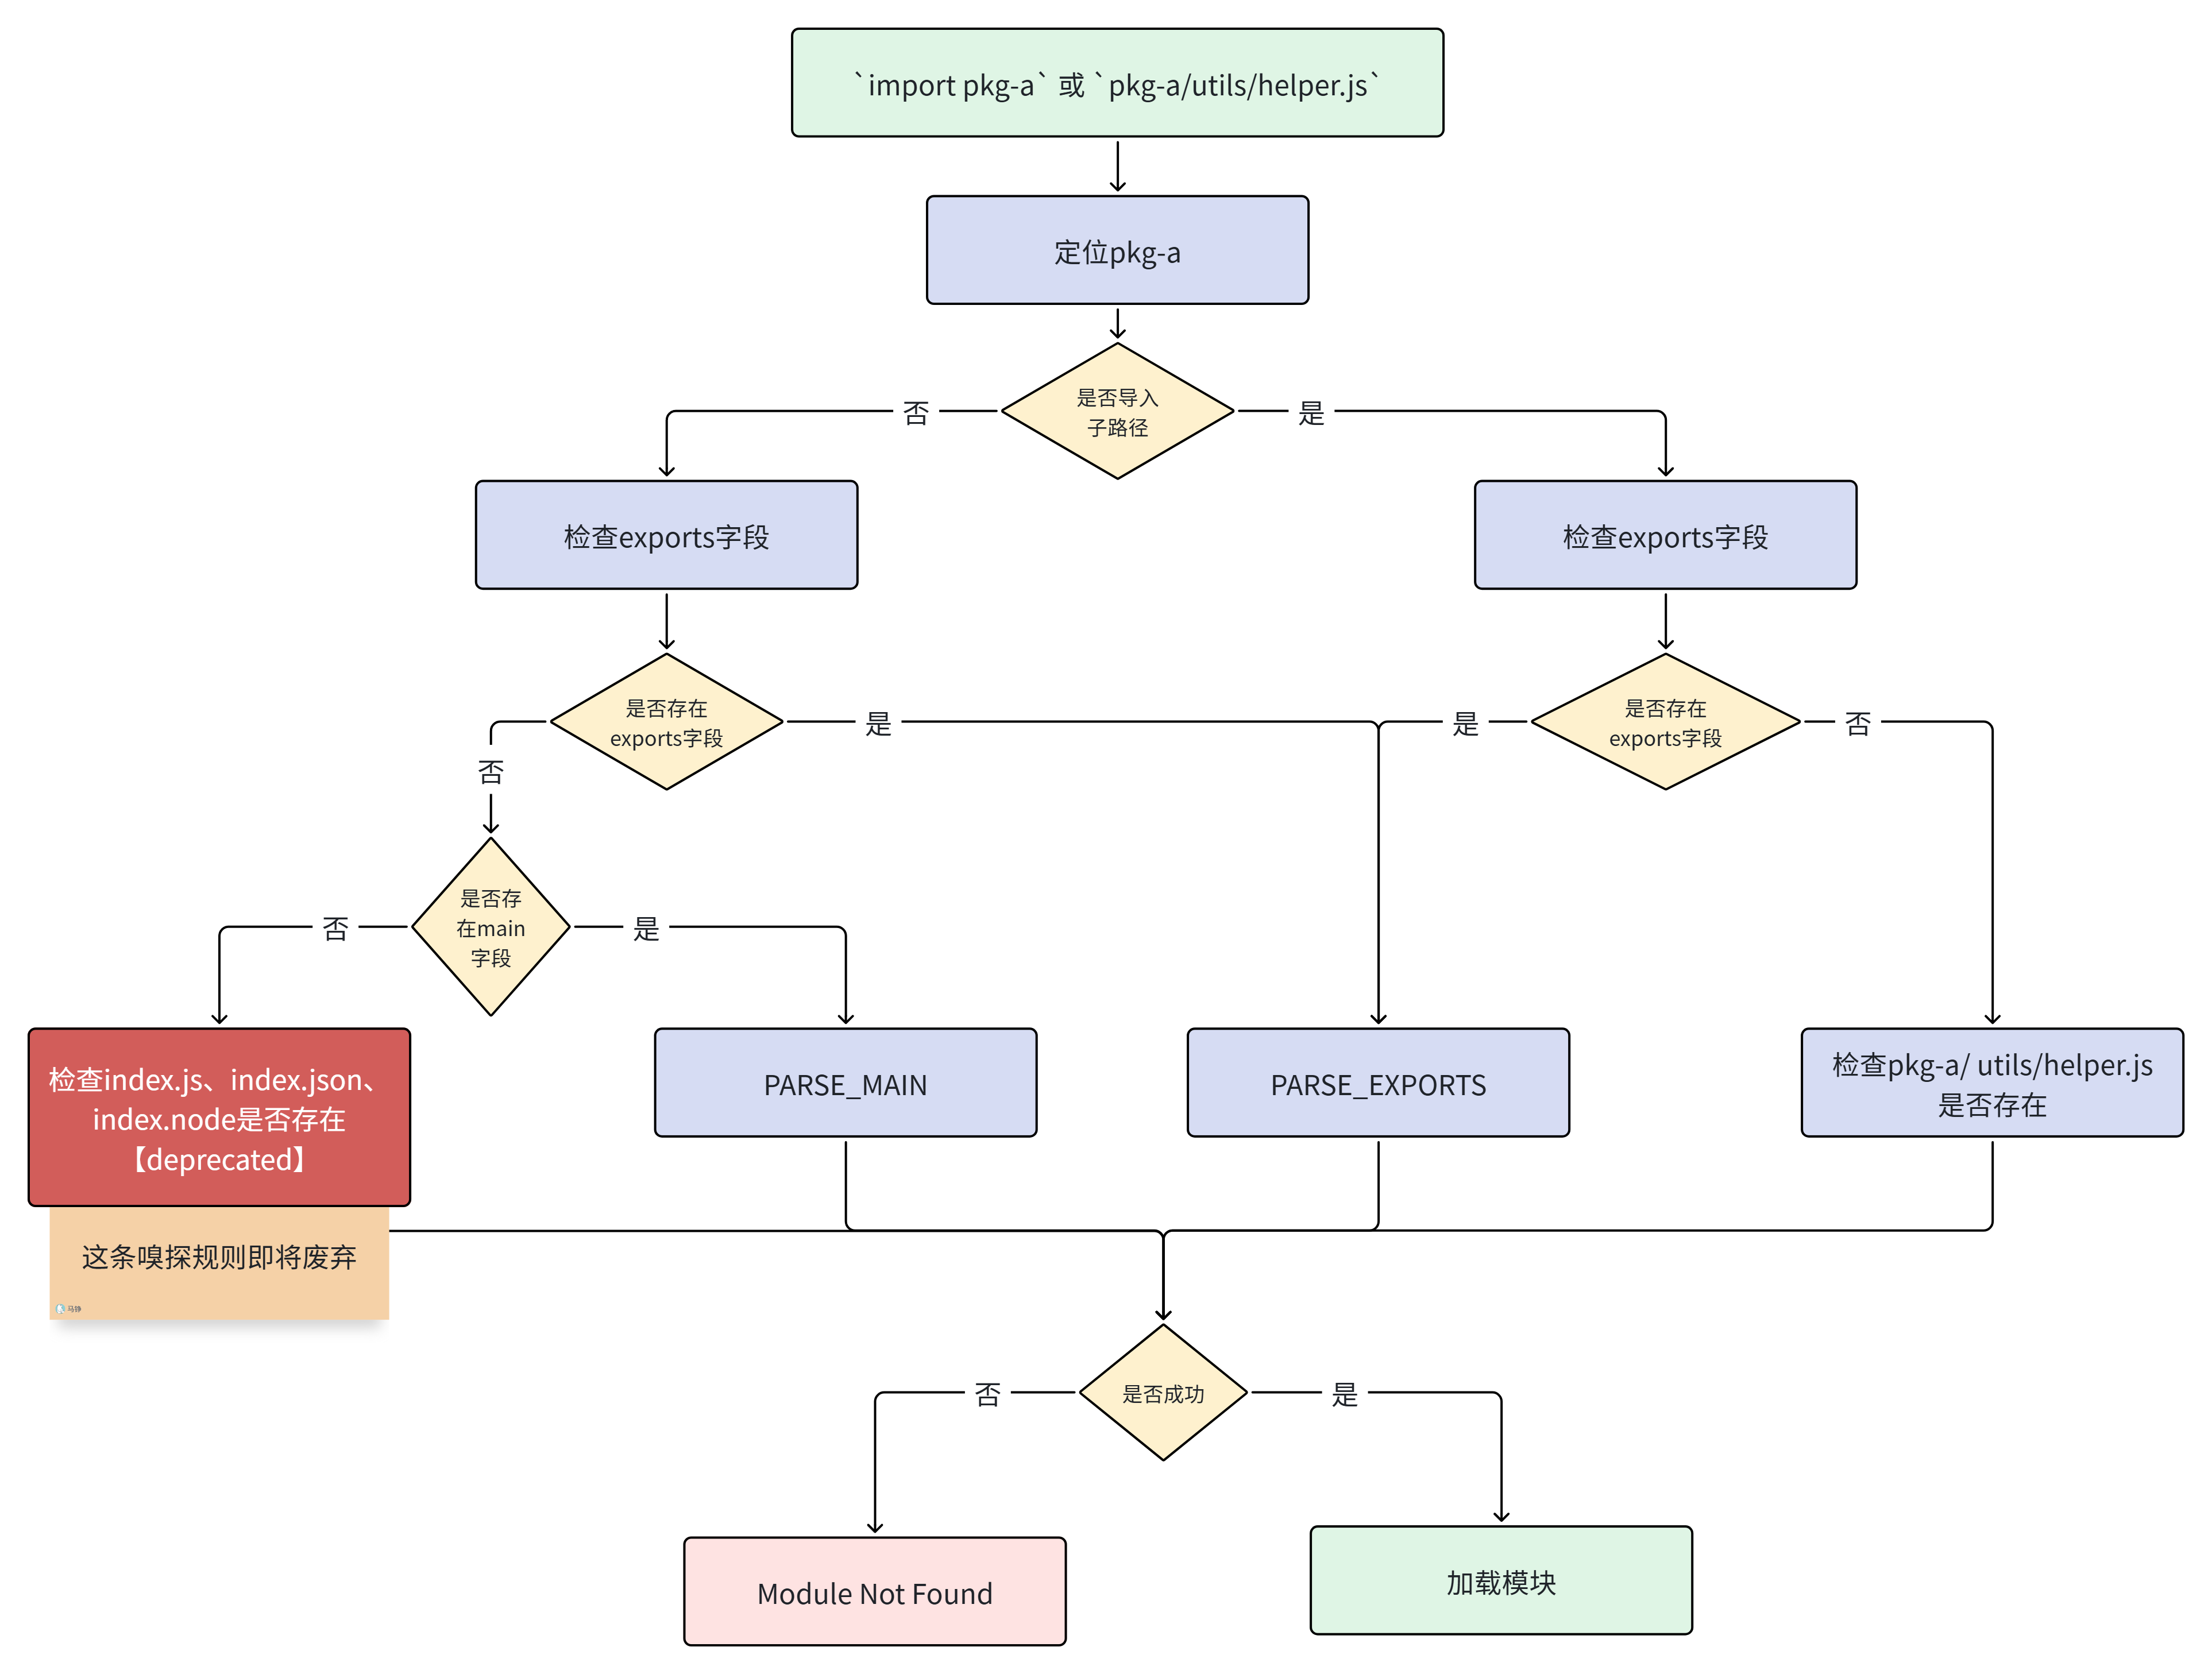 `import pkg-a` 或 `pkg-a/utils/helper.js`
定位pkg-a
是否导入
子路径
否
是
检查exports字段
检查exports字段
是否存在
exports字段
是
是
是否存在
exports字段
否
否
是否存
在main
字段
否
是
检查index.js、index.json、
index.node是否存在
【deprecated】
PARSE_MAIN
PARSE_EXPORTS
检查pkg-a/ utils/helper.js
是否存在
这条嗅探规则即将废弃
马铮
是否成功
否
是
Module Not Found
加载模块